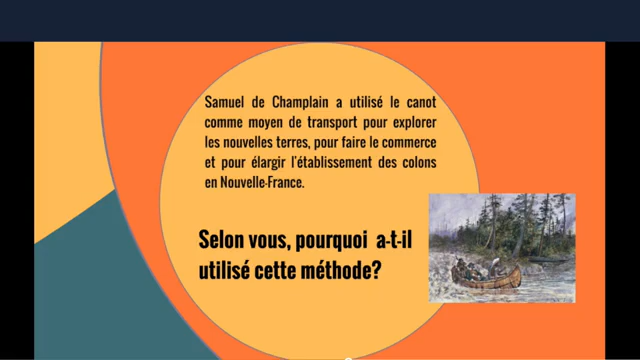 Samuel de Champlain a utilisé le canot
comme moyen de transport pour explorer
les nouvelles terres, pour faire le commerce
et pour élargir l'établissement des colons
en Nouvelle-France.
Selon vous, pourquoi a-t-il
utilisé cette méthode?